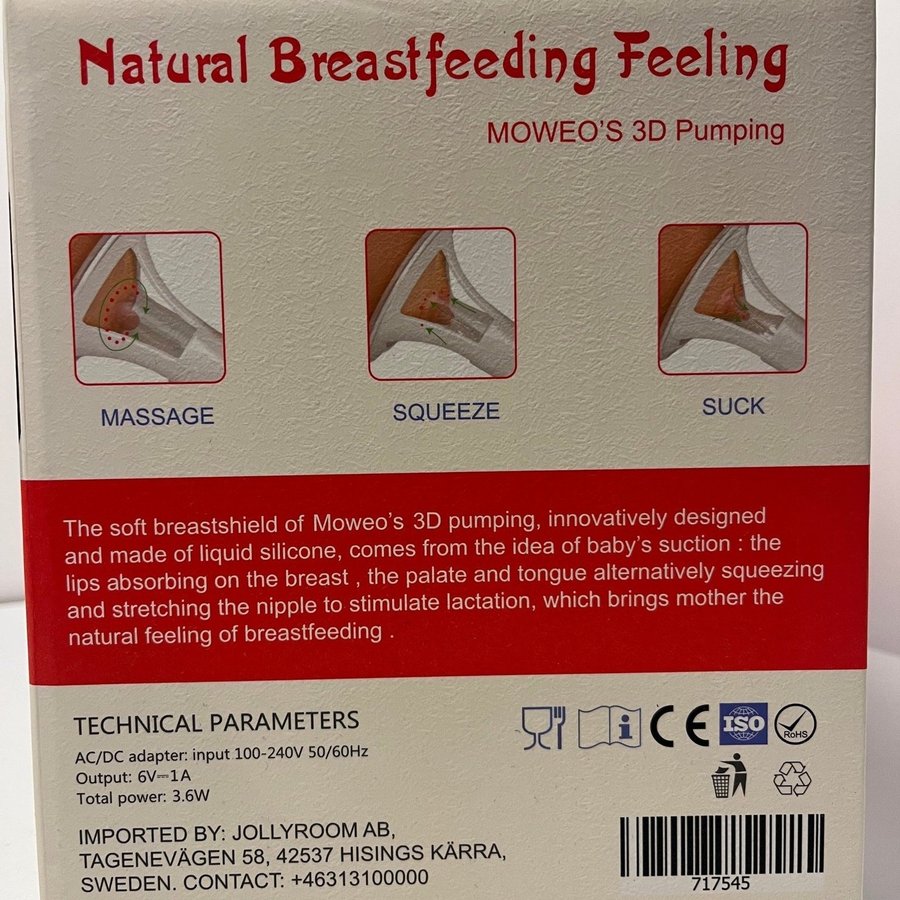 Natural Breastfeeding Feeling
MOWEO'S 3D Pumping
MASSAGE
SQUEEZE
SUCK
The soft breastshield of Moweo's 3D pumping, innovatively designed
and made of liquid silicone, comes from the idea of baby's suction : the
lips absorbing on the breast , the palate and tongue alternatively squeezing
and stretching the nipple to stimulate lactation, which brings mother the
natural feeling of breastfeeding .
TECHNICAL PARAMETERS
AC/DC adapter: input 100-240V 50/60Hz
Output: 6V⎓1A
Total power: 3.6W
CE ISO RoHS
IMPORTED BY: JOLLYROOM AB,
TAGENEVÄGEN 58, 42537 HISINGS KÄRRA,
SWEDEN. CONTACT: +46313100000
717545